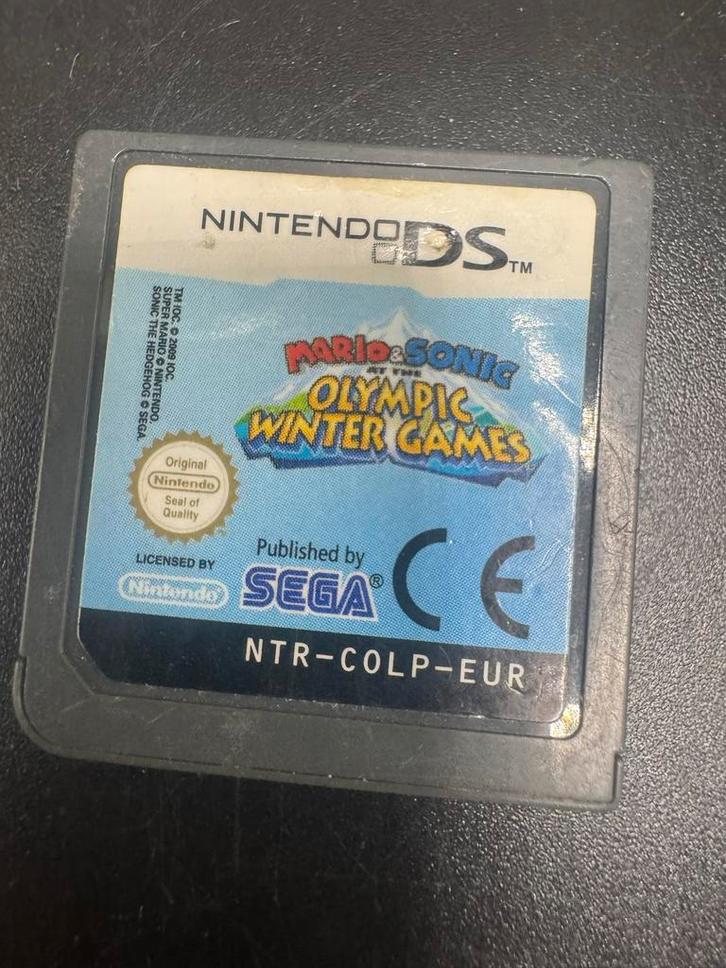 NINTENDO DS™
TM IOC. © 2009 IOC.
SUPER MARIO © NINTENDO.
SONIC THE HEDGEHOG © SEGA.
MARIO & SONIC
AT THE
OLYMPIC
WINTER GAMES
Original
Nintendo
Seal of
Quality
LICENSED BY
Nintendo®
Published by
SEGA®
CE
NTR-COLP-EUR